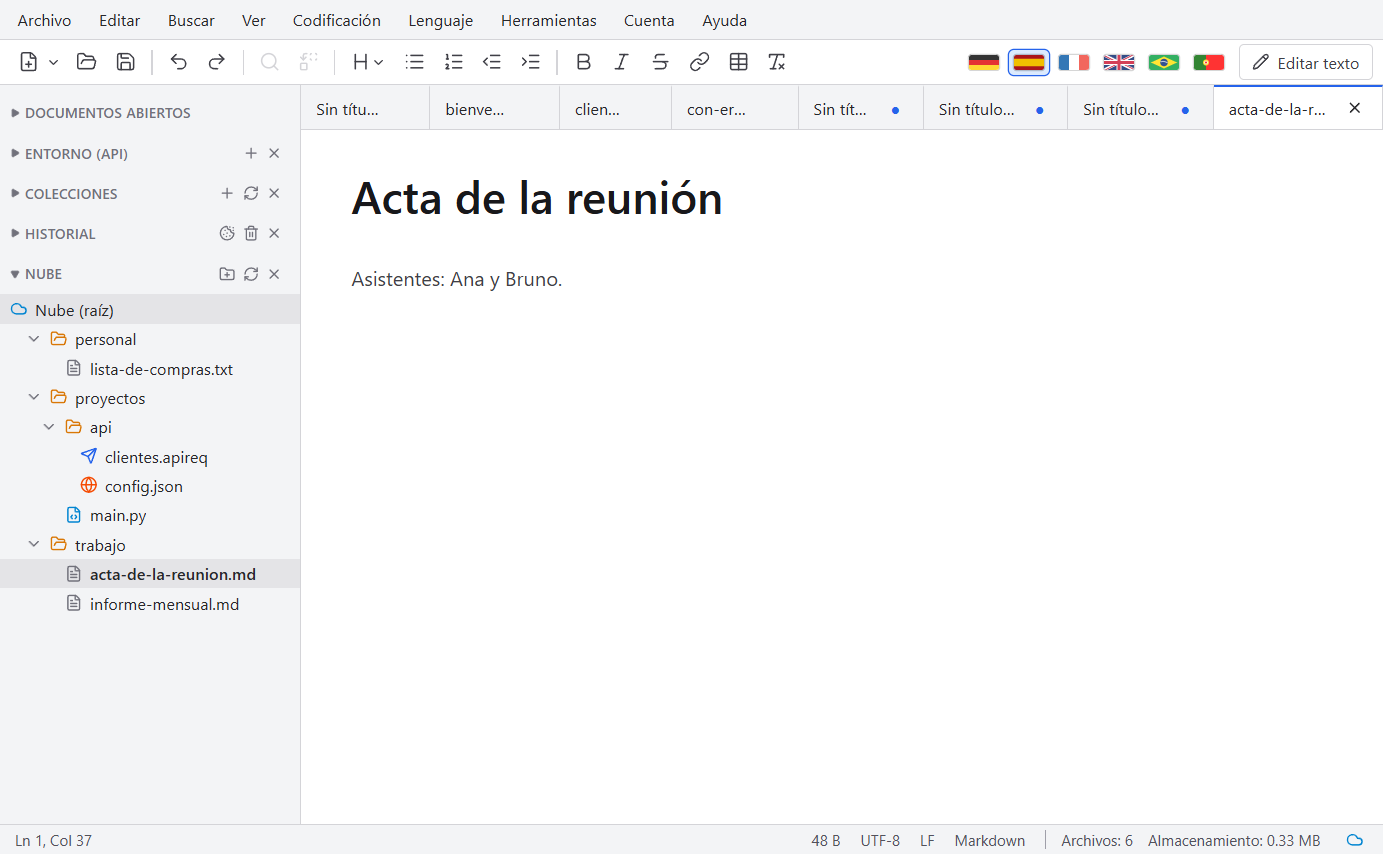 Archivo Editar Buscar Ver Codificación Lenguaje Herramientas Cuenta Ayuda
H B I S Editar texto
DOCUMENTOS ABIERTOS
ENTORNO (API)
COLECCIONES
HISTORIAL
NUBE
Nube (raíz)
personal
lista-de-compras.txt
proyectos
api
clientes.apireq
config.json
main.py
trabajo
acta-de-la-reunion.md
informe-mensual.md
Sin títu... bienve... clien... con-er... Sin tít... Sin título... Sin título... acta-de-la-r...
Acta de la reunión
Asistentes: Ana y Bruno.
Ln 1, Col 37 48 B UTF-8 LF Markdown Archivos: 6 Almacenamiento: 0.33 MB